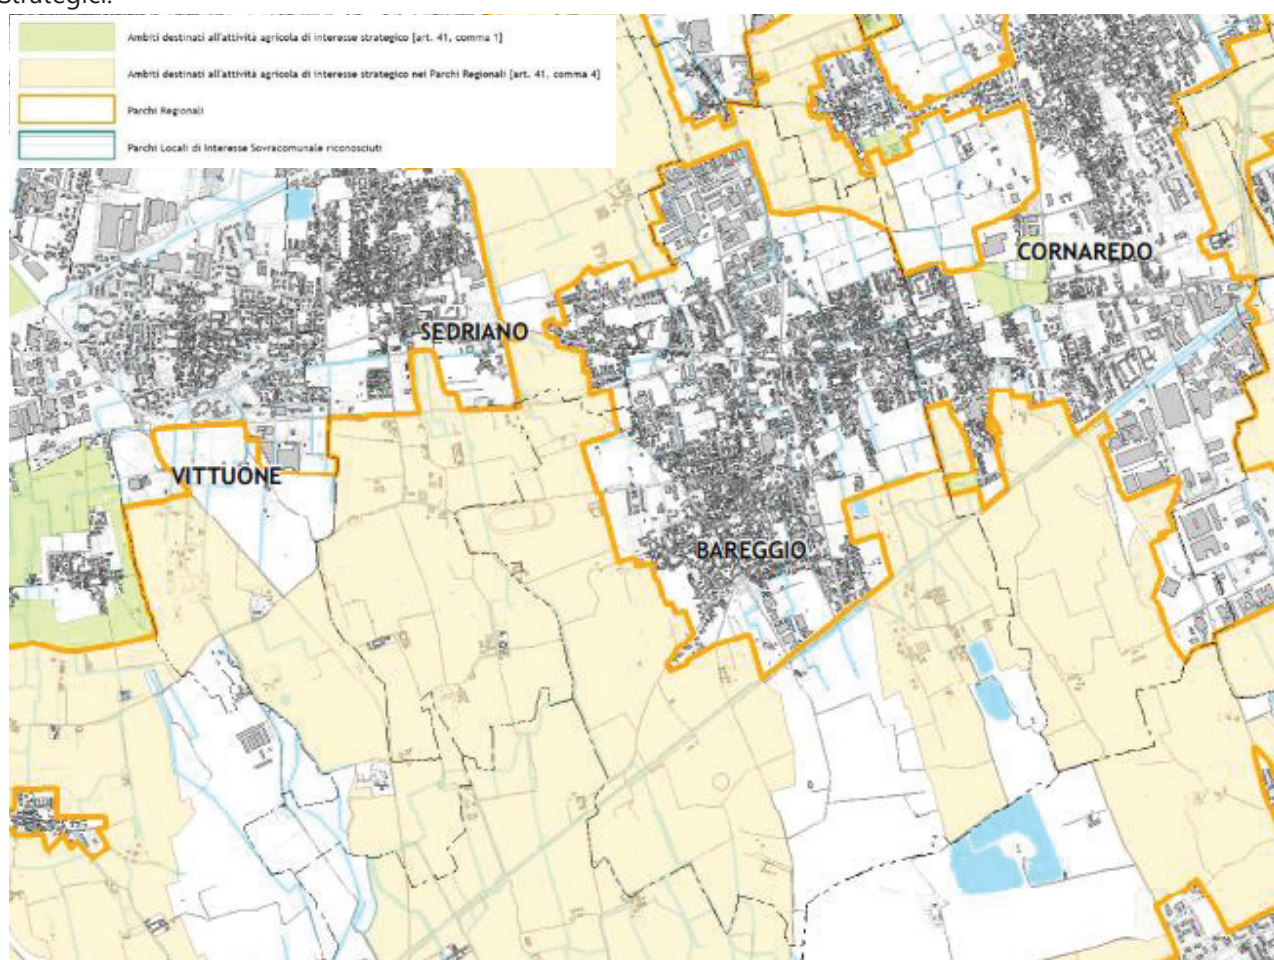 Strategici.
Ambiti destinati all'attività agricola di interesse strategico [art. 41, comma 1]
Ambiti destinati all'attività agricola di interesse strategico nei Parchi Regionali [art. 41, comma 4]
Parchi Regionali
Parchi Locali di Interesse Sovracomunale riconosciuti
CORNAREDO
SEDRIANO
VITTUONE
BAREGGIO